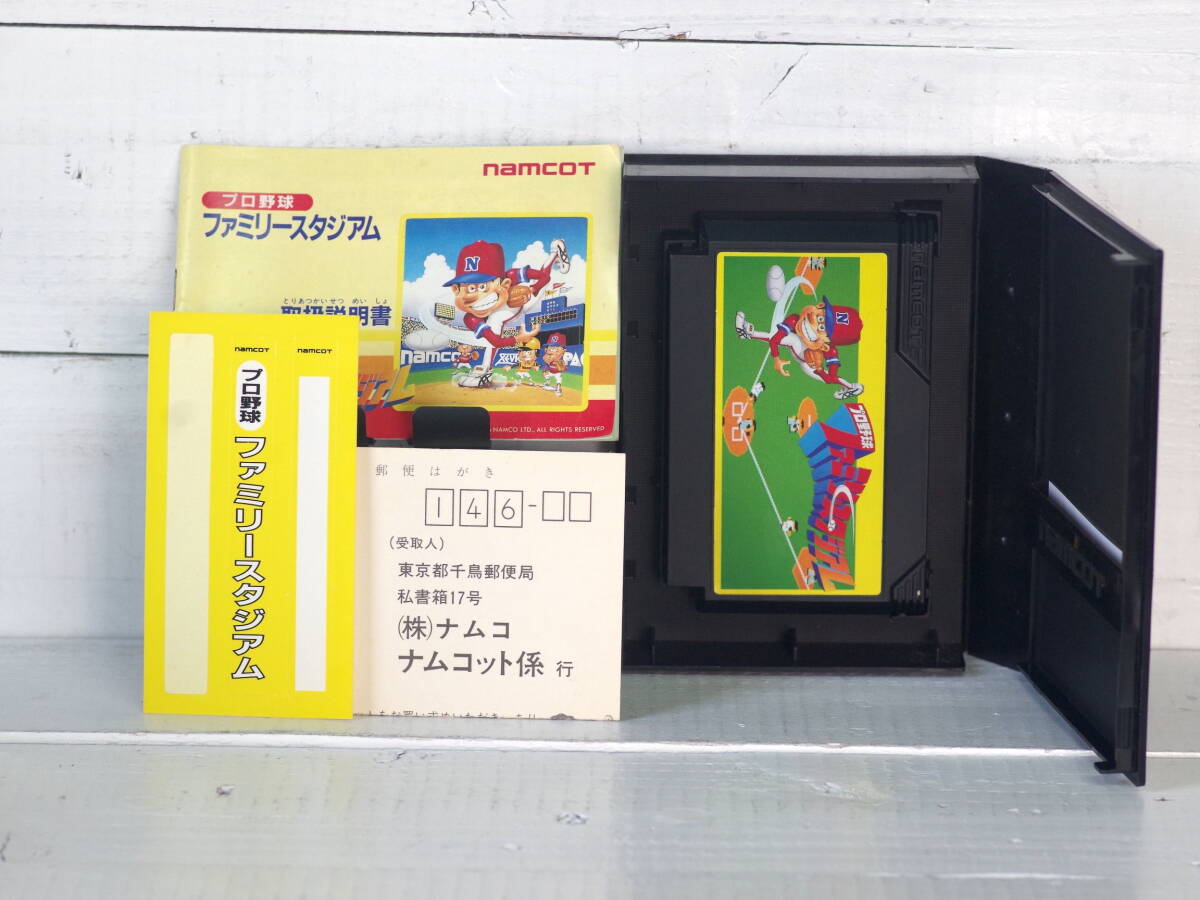 namcoT
プロ野球
ファミリースタジアム
とりあつかいせつ めい しょ
取扱説明書
N
namco
NAMCO LTD., ALL RIGHTS RESERVED
namcoT
プロ野球
ファミリースタジアム
namcoT
郵便はがき
146-
(受取人)
東京都千鳥郵便局
私書箱17号
(株)ナムコ
ナムコット係 行
N
プロ野球
ファミリースタジアム
namcoT
namcoT